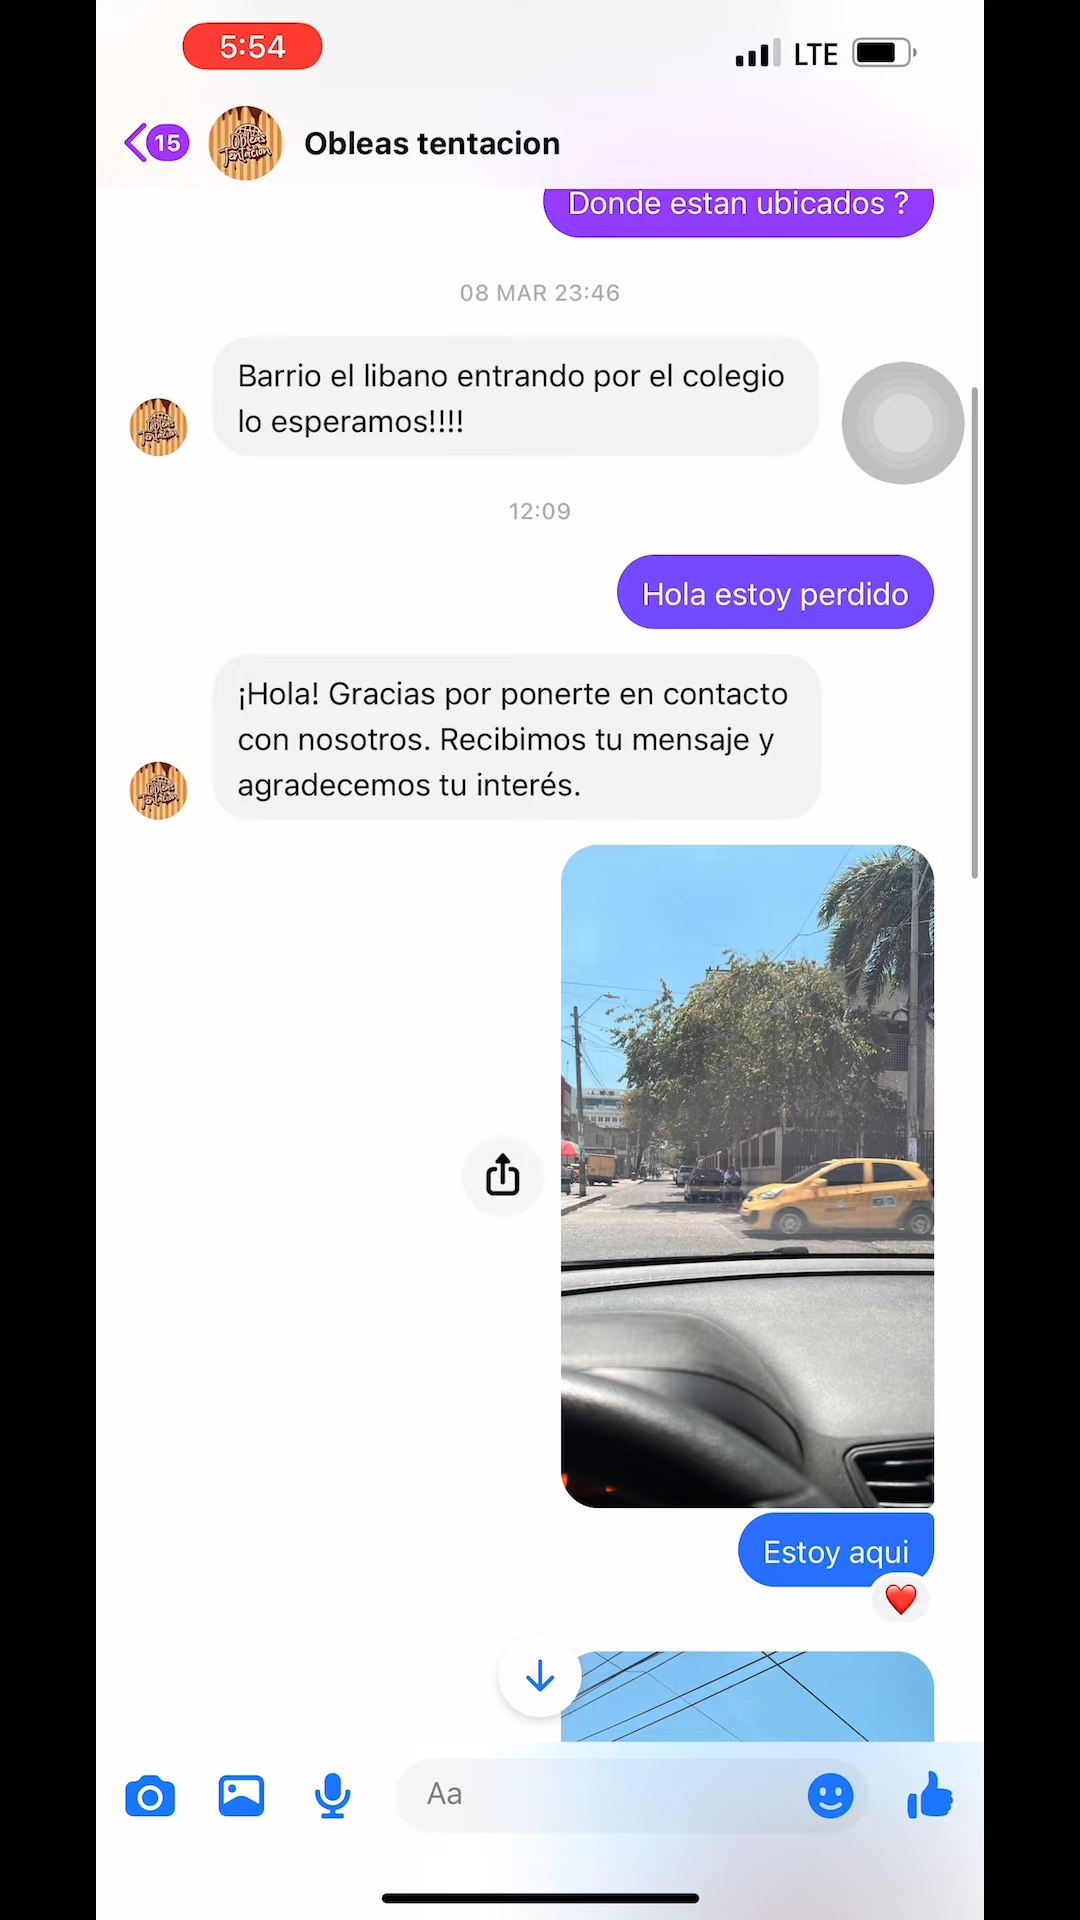 5:54
LTE
15
Obleas tentacion
Donde estan ubicados ?
08 MAR 23:46
Barrio el libano entrando por el colegio
lo esperamos!!!!
12:09
Hola estoy perdido
¡Hola! Gracias por ponerte en contacto
con nosotros. Recibimos tu mensaje y
agradecemos tu interés.
Estoy aqui
Aa